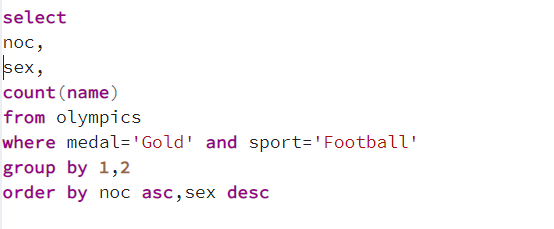 select
noc,
sex,
count(name)
from olympics
where medal='Gold' and sport='Football'
group by 1,2
order by noc asc,sex desc